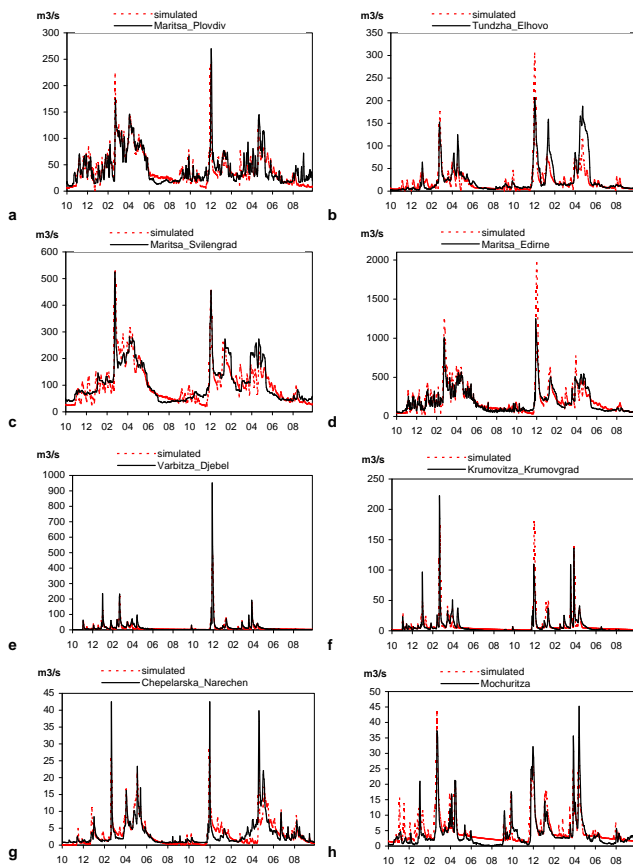 m3/s
simulated
Maritsa_Plovdiv
300
250
200
150
100
50
0
10 12 02 04 06 08 10 12 02 04 06 08
a
m3/s
simulated
Tundzha_Elhovo
350
300
250
200
150
100
50
0
10 12 02 04 06 08 10 12 02 04 06 08
b
m3/s
simulated
Maritsa_Svilengrad
600
500
400
300
200
100
0
10 12 02 04 06 08 10 12 02 04 06 08
c
m3/s
simulated
Maritsa_Edirne
2000
1500
1000
500
0
10 12 02 04 06 08 10 12 02 04 06 08
d
m3/s
simulated
Varbitza_Djebel
1000
900
800
700
600
500
400
300
200
100
0
10 12 02 04 06 08 10 12 02 04 06 08
e
m3/s
simulated
Krumovitza_Krumovgrad
250
200
150
100
50
0
10 12 02 04 06 08 10 12 02 04 06 08
f
m3/s
simulated
Chepelarska_Narechen
45
40
35
30
25
20
15
10
5
0
10 12 02 04 06 08 10 12 02 04 06 08
g
m3/s
simulated
Mochuritza
50
45
40
35
30
25
20
15
10
5
0
10 12 02 04 06 08 10 12 02 04 06 08
h